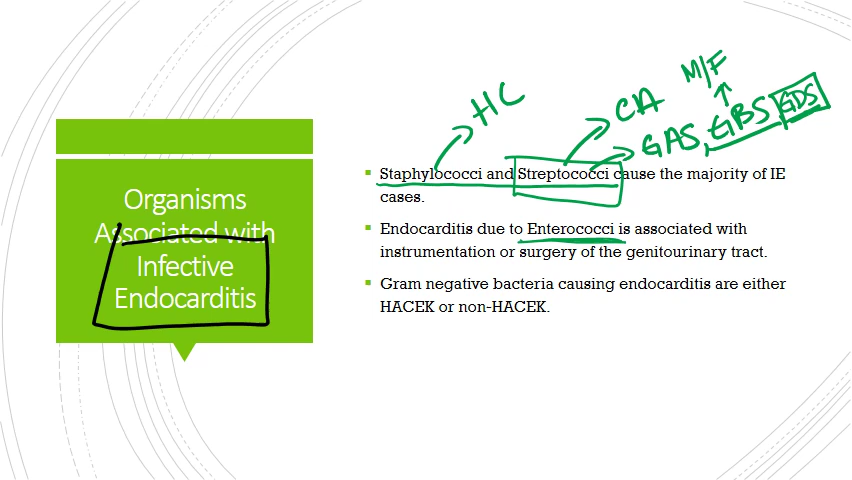 M/F
HC
CA
GAS, GBS GDS
Organisms
Associated with
Infective
Endocarditis
▪ Staphylococci and Streptococci cause the majority of IE
cases.
▪ Endocarditis due to Enterococci is associated with
instrumentation or surgery of the genitourinary tract.
▪ Gram negative bacteria causing endocarditis are either
HACEK or non-HACEK.